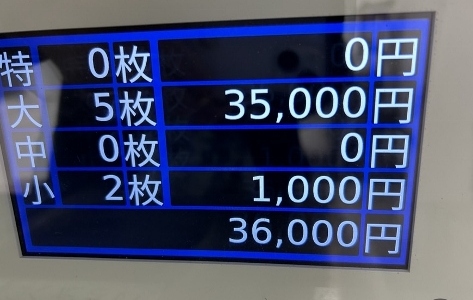 特 0枚 0円
大 5枚 35,000円
中 0枚 0円
小 2枚 1,000円
36,000円